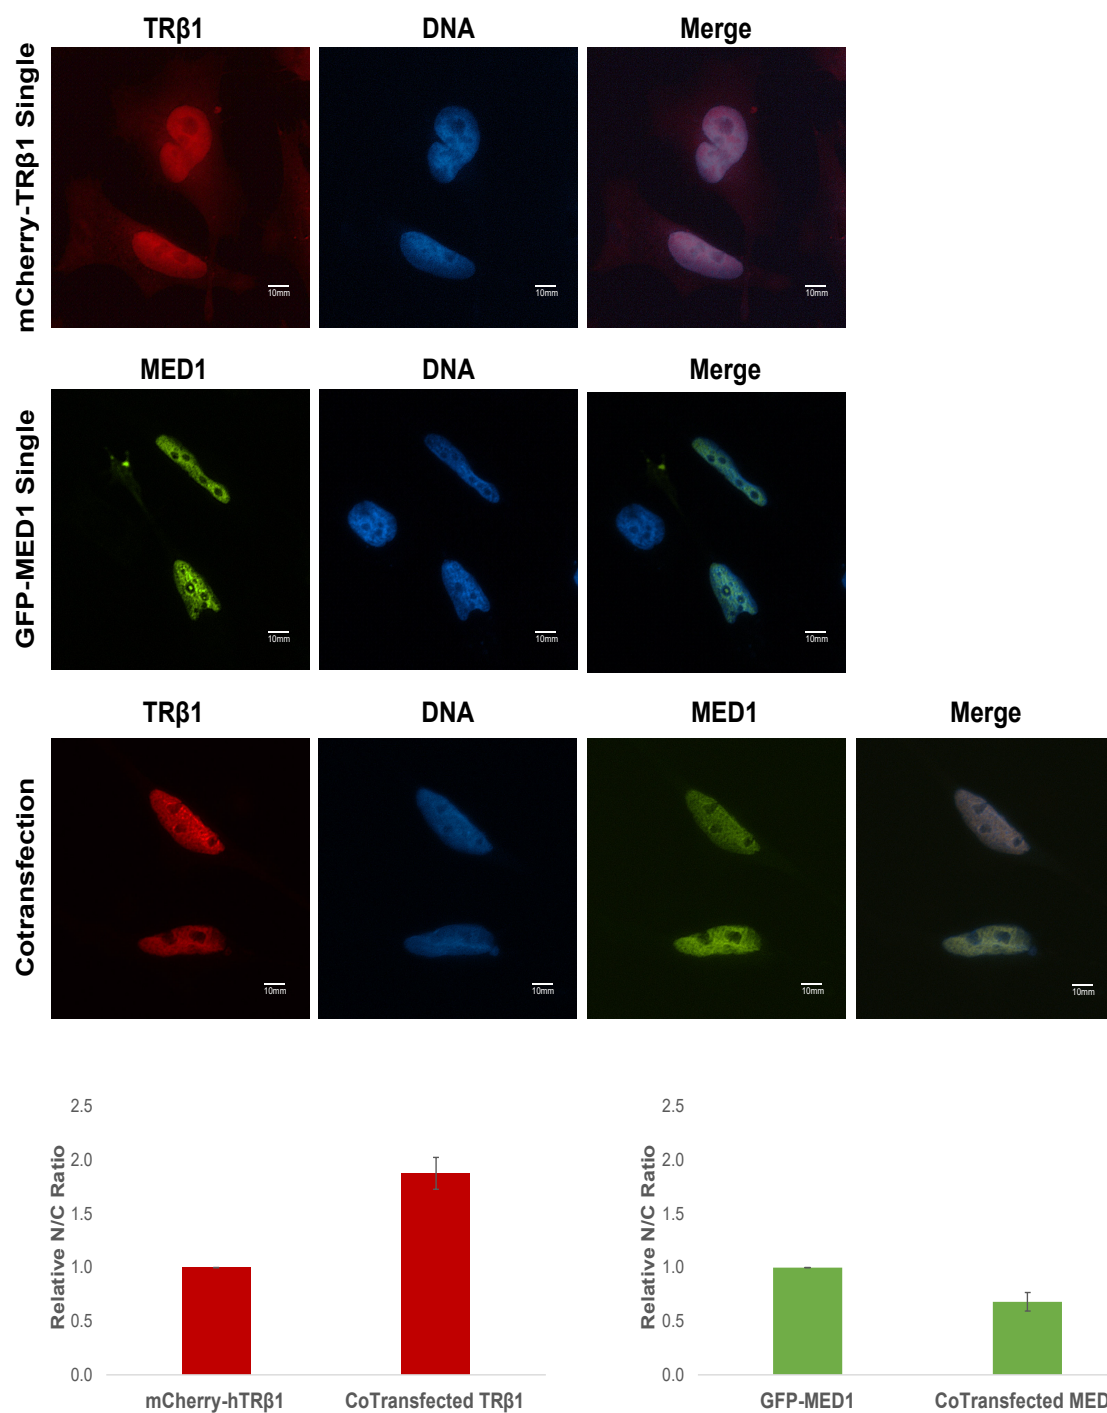 TRβ1 DNA Merge
mCherry-TRβ1 Single
10mm 10mm 10mm
MED1 DNA Merge
GFP-MED1 Single
10mm 10mm 10mm
TRβ1 DNA MED1 Merge
Cotransfection
10mm 10mm 10mm 10mm
Relative N/C Ratio
2.5
2.0
1.5
1.0
0.5
0.0
mCherry-hTRβ1 CoTransfected TRβ1
Relative N/C Ratio
2.5
2.0
1.5
1.0
0.5
0.0
GFP-MED1 CoTransfected MED